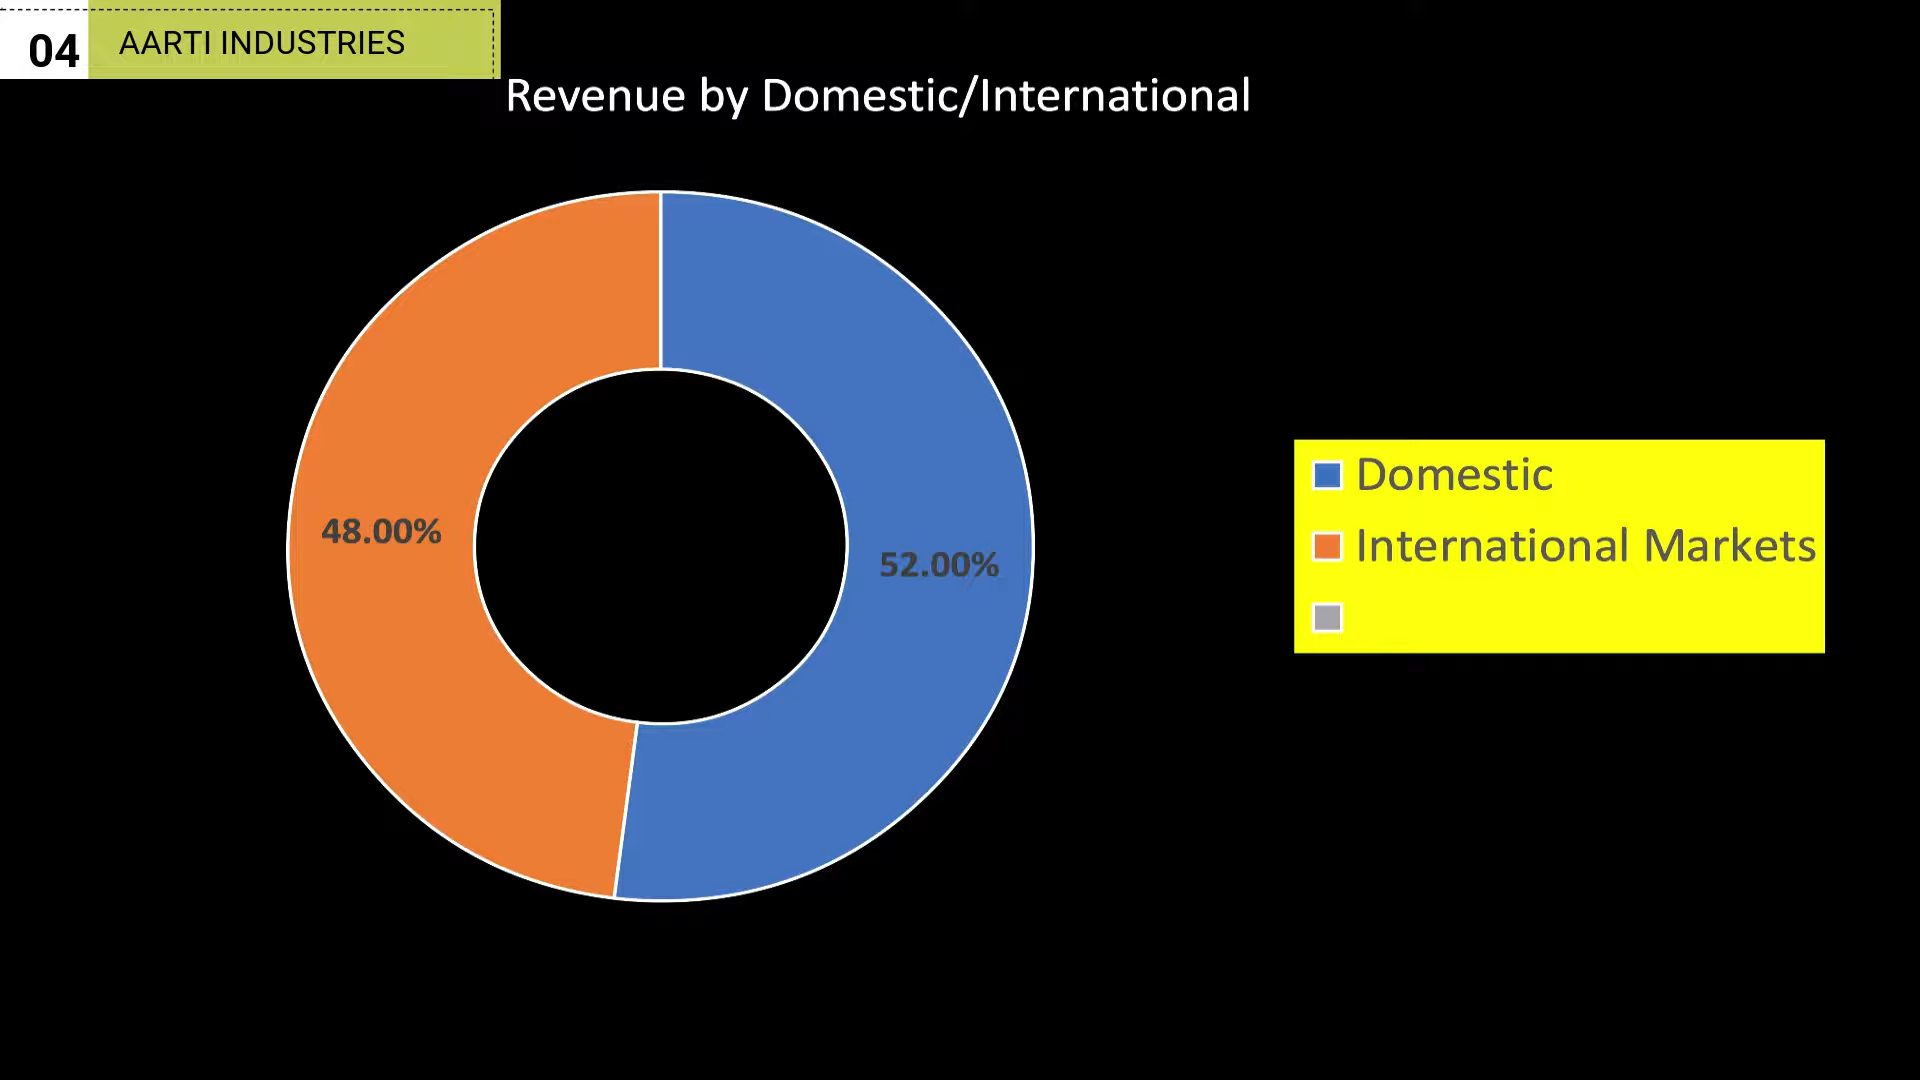 04
AARTI INDUSTRIES
Revenue by Domestic/International
48.00%
52.00%
Domestic
International Markets